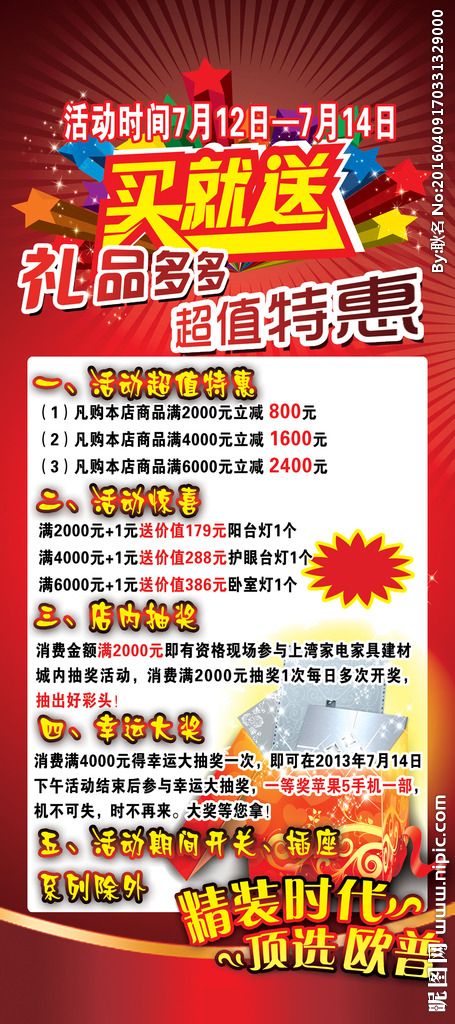 活动时间7月12日—7月14日
买就送
礼品多多
超值特惠
一、活动超值特惠
（1）凡购本店商品满2000元立减 800元
（2）凡购本店商品满4000元立减 1600元
（3）凡购本店商品满6000元立减 2400元
二、活动惊喜
满2000元+1元送价值179元阳台灯1个
满4000元+1元送价值288元护眼台灯1个
满6000元+1元送价值386元卧室灯1个
三、店内抽奖
消费金额满2000元即有资格现场参与上湾家电家具建材
城内抽奖活动，消费满2000元抽奖1次每日多次开奖，
抽出好彩头！
四、幸运大奖
消费满4000元得幸运大抽奖一次，即可在2013年7月14日
下午活动结束后参与幸运大抽奖，一等奖苹果5手机一部，
机不可失，时不再来。大奖等您拿！
五、活动期间开关、插座
系列除外
精装时代
顶选欧普
By:耿名 No:20160409170331329000
昵图网 www.nipic.com